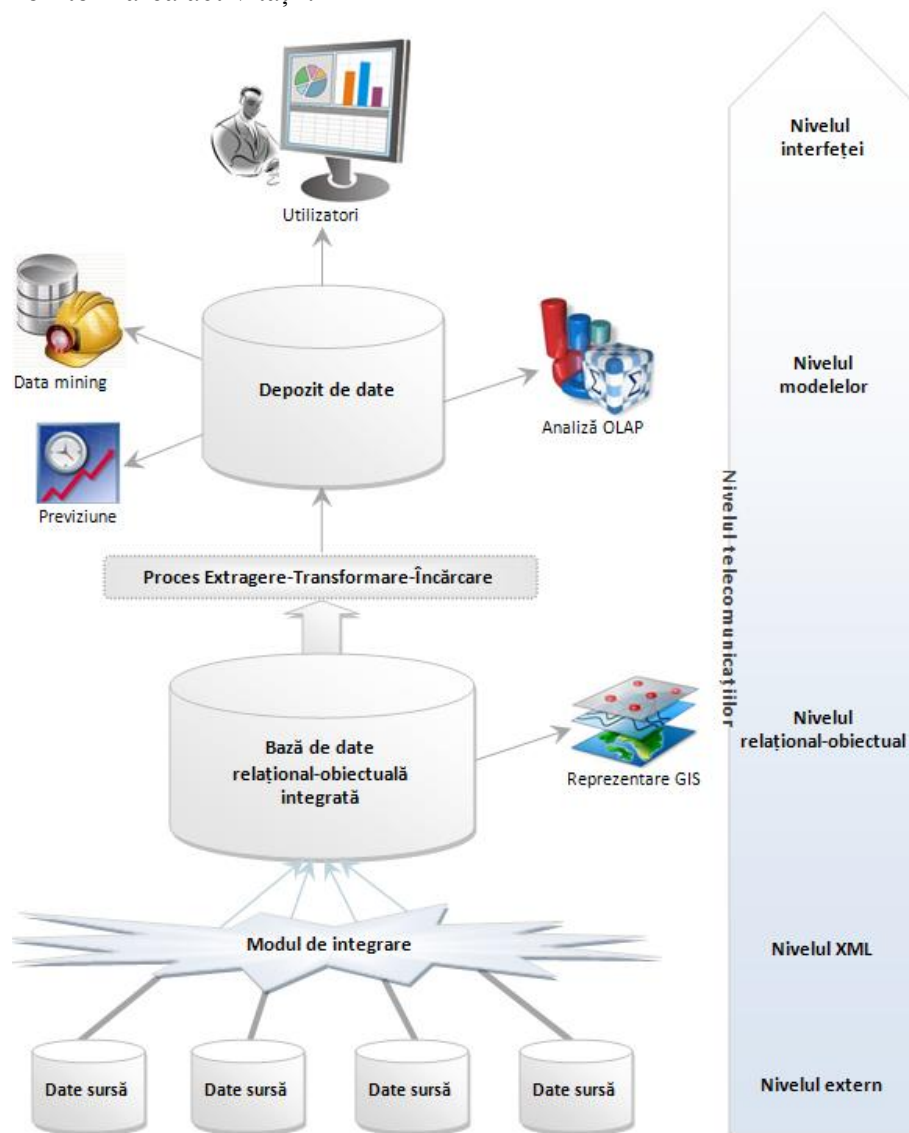 Nivelul
interfeței
Utilizatori
Data mining
Depozit de date
Nivelul
modelelor
Analiză OLAP
Previziune
Nivelul telecomunicațiilor
Proces Extragere-Transformare-Încărcare
Bază de date
relațional-obiectuală
integrată
Reprezentare GIS
Nivelul
relațional-obiectual
Modul de integrare
Nivelul XML
Date sursă
Date sursă
Date sursă
Date sursă
Nivelul extern